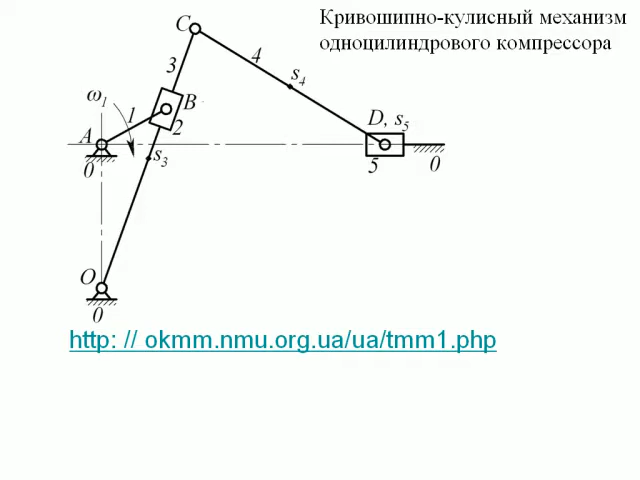 Кривошипно-кулисный механизм
одноцилиндрового компрессора
C
3
4
s4
ω1
1
B
2
D, s5
A
0
s3
5
0
O
0
http: // okmm.nmu.org.ua/ua/tmm1.php